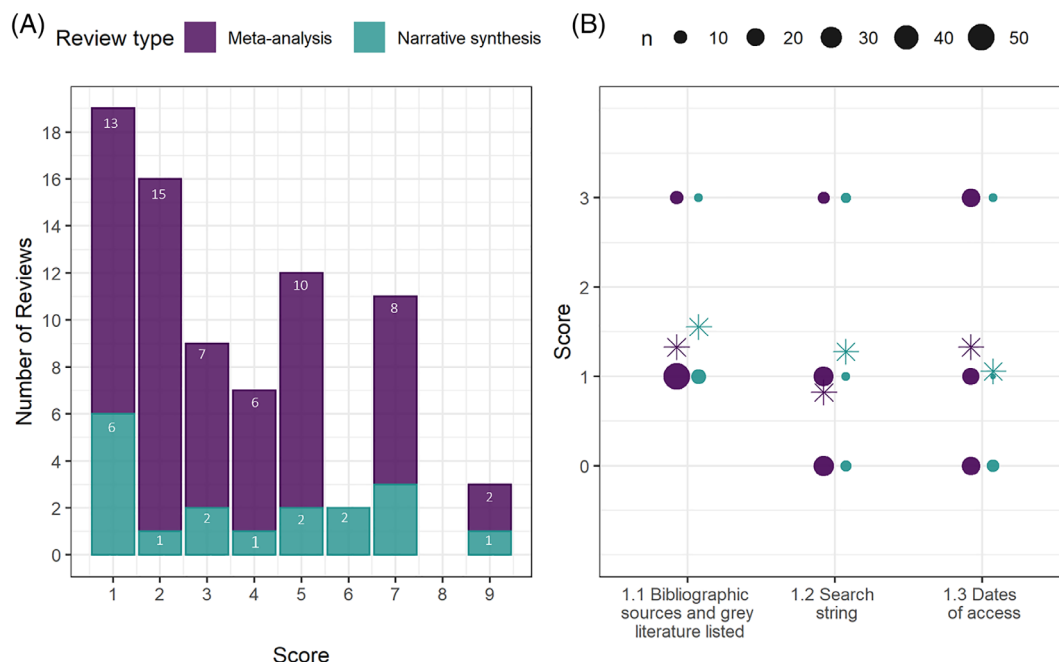 (A)
Review type Meta-analysis Narrative synthesis
Number of Reviews
18
16
14
12
10
8
6
4
2
0
13
15
7
6
10
8
2
6
1
2
1
2
2
1
1 2 3 4 5 6 7 8 9
Score
(B)
n 10 20 30 40 50
Score
3
2
1
0
1.1 Bibliographic
sources and grey
literature listed
1.2 Search
string
1.3 Dates
of access